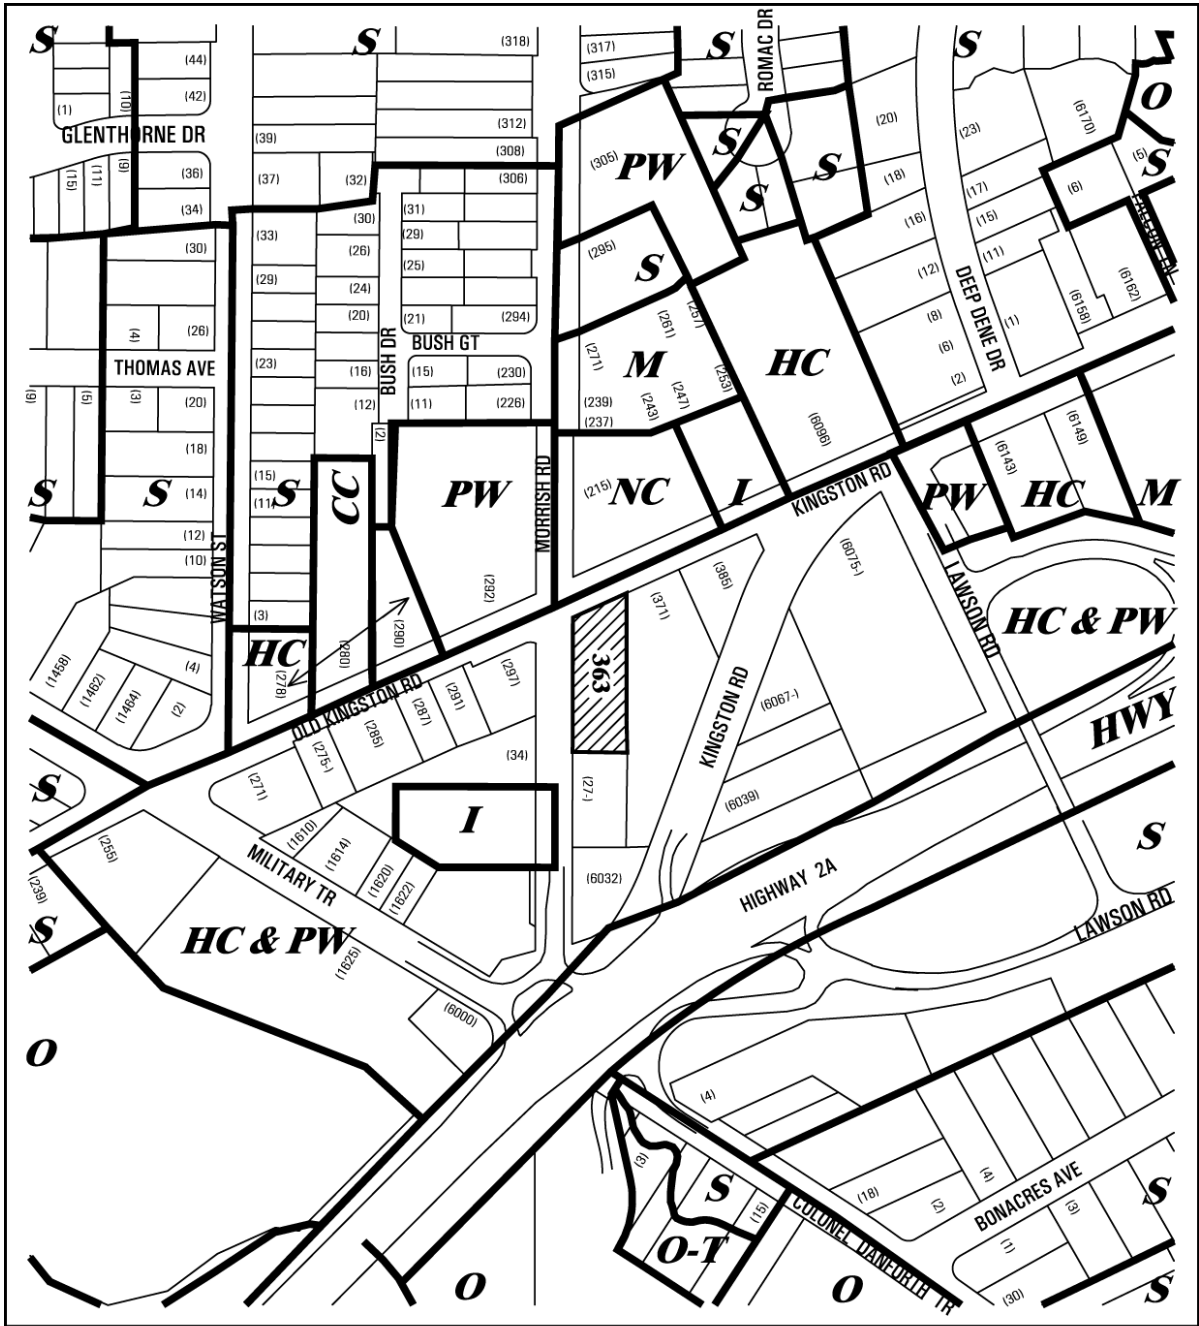 S
S
(318)
(317)
(315)
S
ROMAC DR
S
(44)
(42)
(1)
(10)
GLENTHORNE DR
(39)
(312)
(308)
(20)
(23)
(6170)
O
(15)
(11)
(9)
(36)
(34)
(37)
(32)
(306)
(305)
PW
S
S
S
(18)
(17)
(6)
(5)
S
(30)
(33)
(30)
(31)
(29)
(26)
(25)
(295)
S
(16)
(15)
(12)
(11)
FALCON LN
(29)
(24)
(20)
(21)
(294)
(261)
(257)
DEEP DENE DR
(8)
(1)
(6158)
(6162)
(4)
(26)
THOMAS AVE
BUSH DR
BUSH GT
(271)
M
HC
(6)
(2)
(23)
(16)
(15)
(230)
(253)
(9)
(5)
(3)
(20)
(12)
(11)
(226)
(239)
(237)
(243)
(247)
(6096)
(18)
(2)
(6143)
(6149)
S
S
(14)
(15)
(11)
S
CC
PW
MORRISH RD
(215)
NC
I
KINGSTON RD
PW
HC
M
(12)
(10)
WATSON ST
(292)
(385)
(6075-)
LAWSON RD
(3)
HC
(278)
(280)
(290)
(371)
363
HC & PW
(1458)
(1462)
(1464)
(4)
(2)
OLD KINGSTON RD
(297)
(291)
(287)
(285)
(275-)
(271)
(34)
KINGSTON RD
(6067-)
HWY
S
(27-)
(6039)
I
(1610)
(1614)
(1620)
(1622)
MILITARY TR
(255)
(239)
S
(6032)
HIGHWAY 2A
S
LAWSON RD
HC & PW
(1625)
(6000)
O
(4)
(3)
S
(15)
O-T
COLONEL DANFORTH TR
(18)
(2)
(4)
BONACRES AVE
(3)
(1)
(30)
S
O
O
S